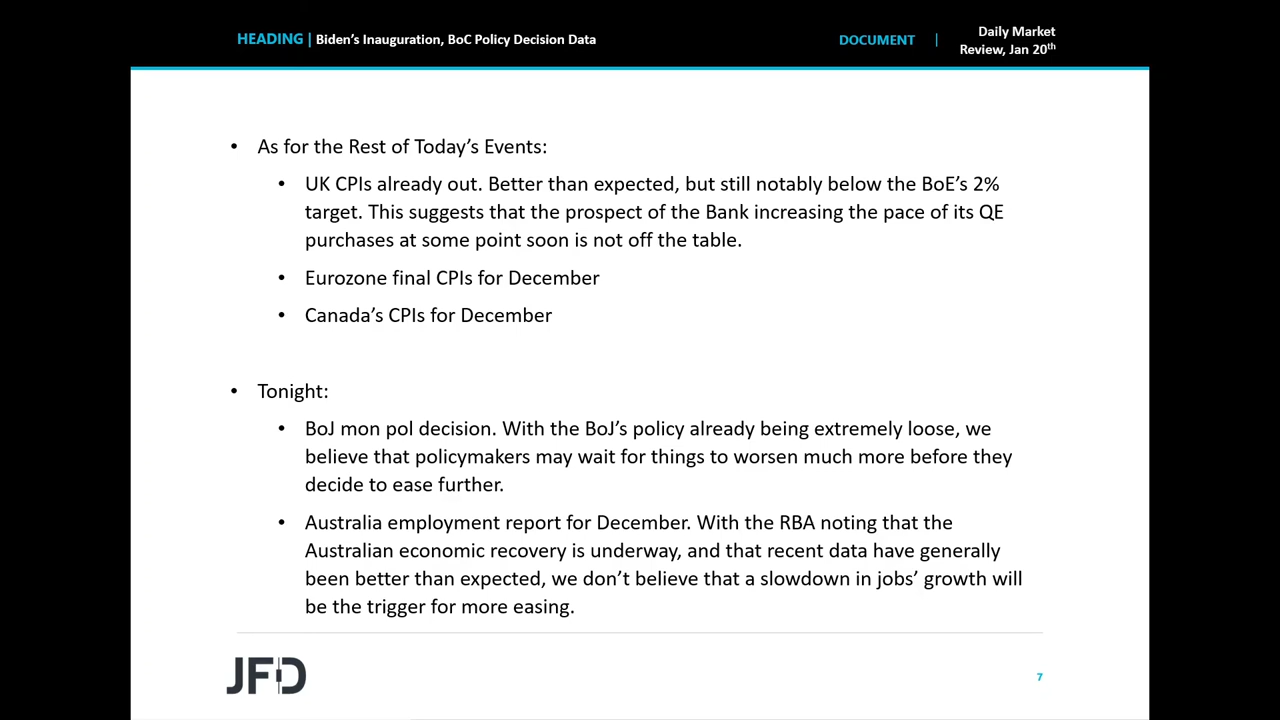 HEADING | Biden’s Inauguration, BoC Policy Decision Data
DOCUMENT |
Daily Market
Review, Jan 20th
• As for the Rest of Today’s Events:
• UK CPIs already out. Better than expected, but still notably below the BoE’s 2%
target. This suggests that the prospect of the Bank increasing the pace of its QE
purchases at some point soon is not off the table.
• Eurozone final CPIs for December
• Canada’s CPIs for December
• Tonight:
• BoJ mon pol decision. With the BoJ’s policy already being extremely loose, we
believe that policymakers may wait for things to worsen much more before they
decide to ease further.
• Australia employment report for December. With the RBA noting that the
Australian economic recovery is underway, and that recent data have generally
been better than expected, we don’t believe that a slowdown in jobs’ growth will
be the trigger for more easing.
JFD
7